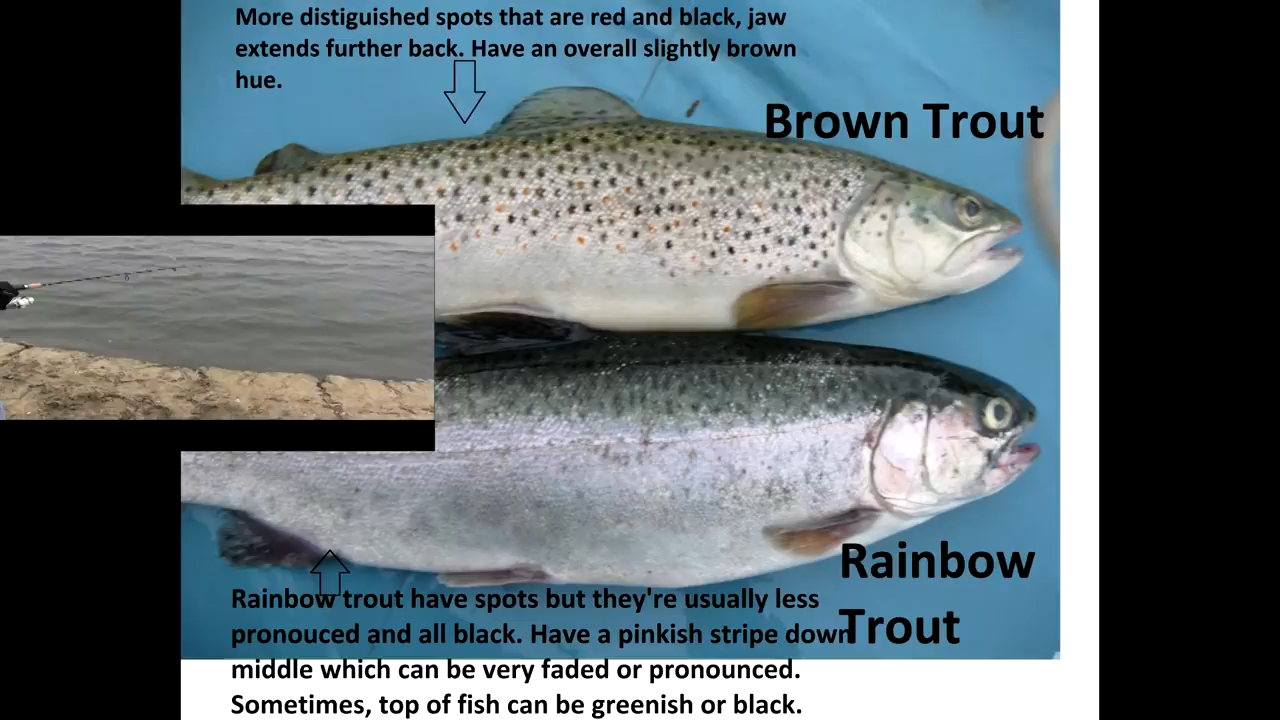 More distiguished spots that are red and black, jaw
extends further back. Have an overall slightly brown
hue.
Brown Trout
Rainbow
Trout
Rainbow trout have spots but they're usually less
pronouced and all black. Have a pinkish stripe down
middle which can be very faded or pronounced.
Sometimes, top of fish can be greenish or black.